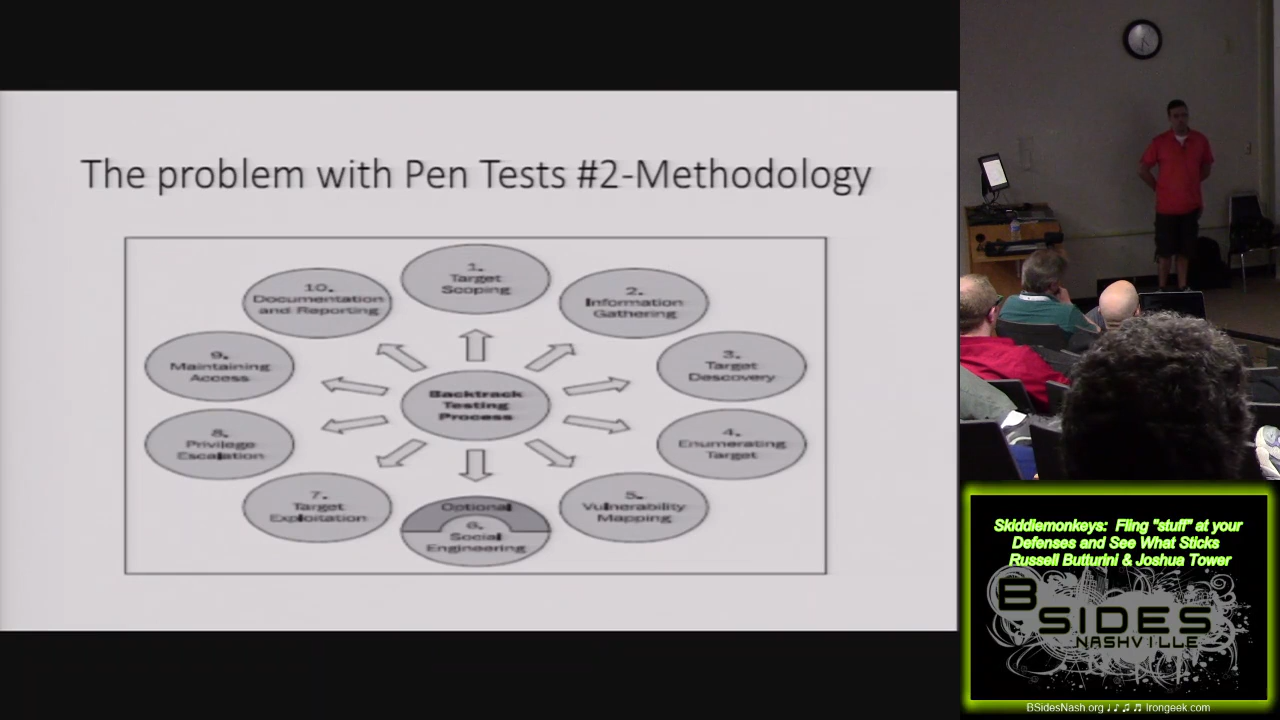 The problem with Pen Tests #2-Methodology
1.
Target
Scoping
2.
Information
Gathering
3.
Target
Descovery
4.
Enumerating
Target
5.
Vulnerability
Mapping
Optional
6.
Social
Engineering
7.
Target
Exploitation
8.
Privilege
Escalation
9.
Maintaining
Access
10.
Documentation
and Reporting
Backtrack
Testing
Process
Skiddiemonkeys: Fling "stuff" at your
Defenses and See What Sticks
Russell Butturini & Joshua Tower
BSIDES
NASHVILLE
BSidesNash.org ♩♪♫♬ Irongeek.com